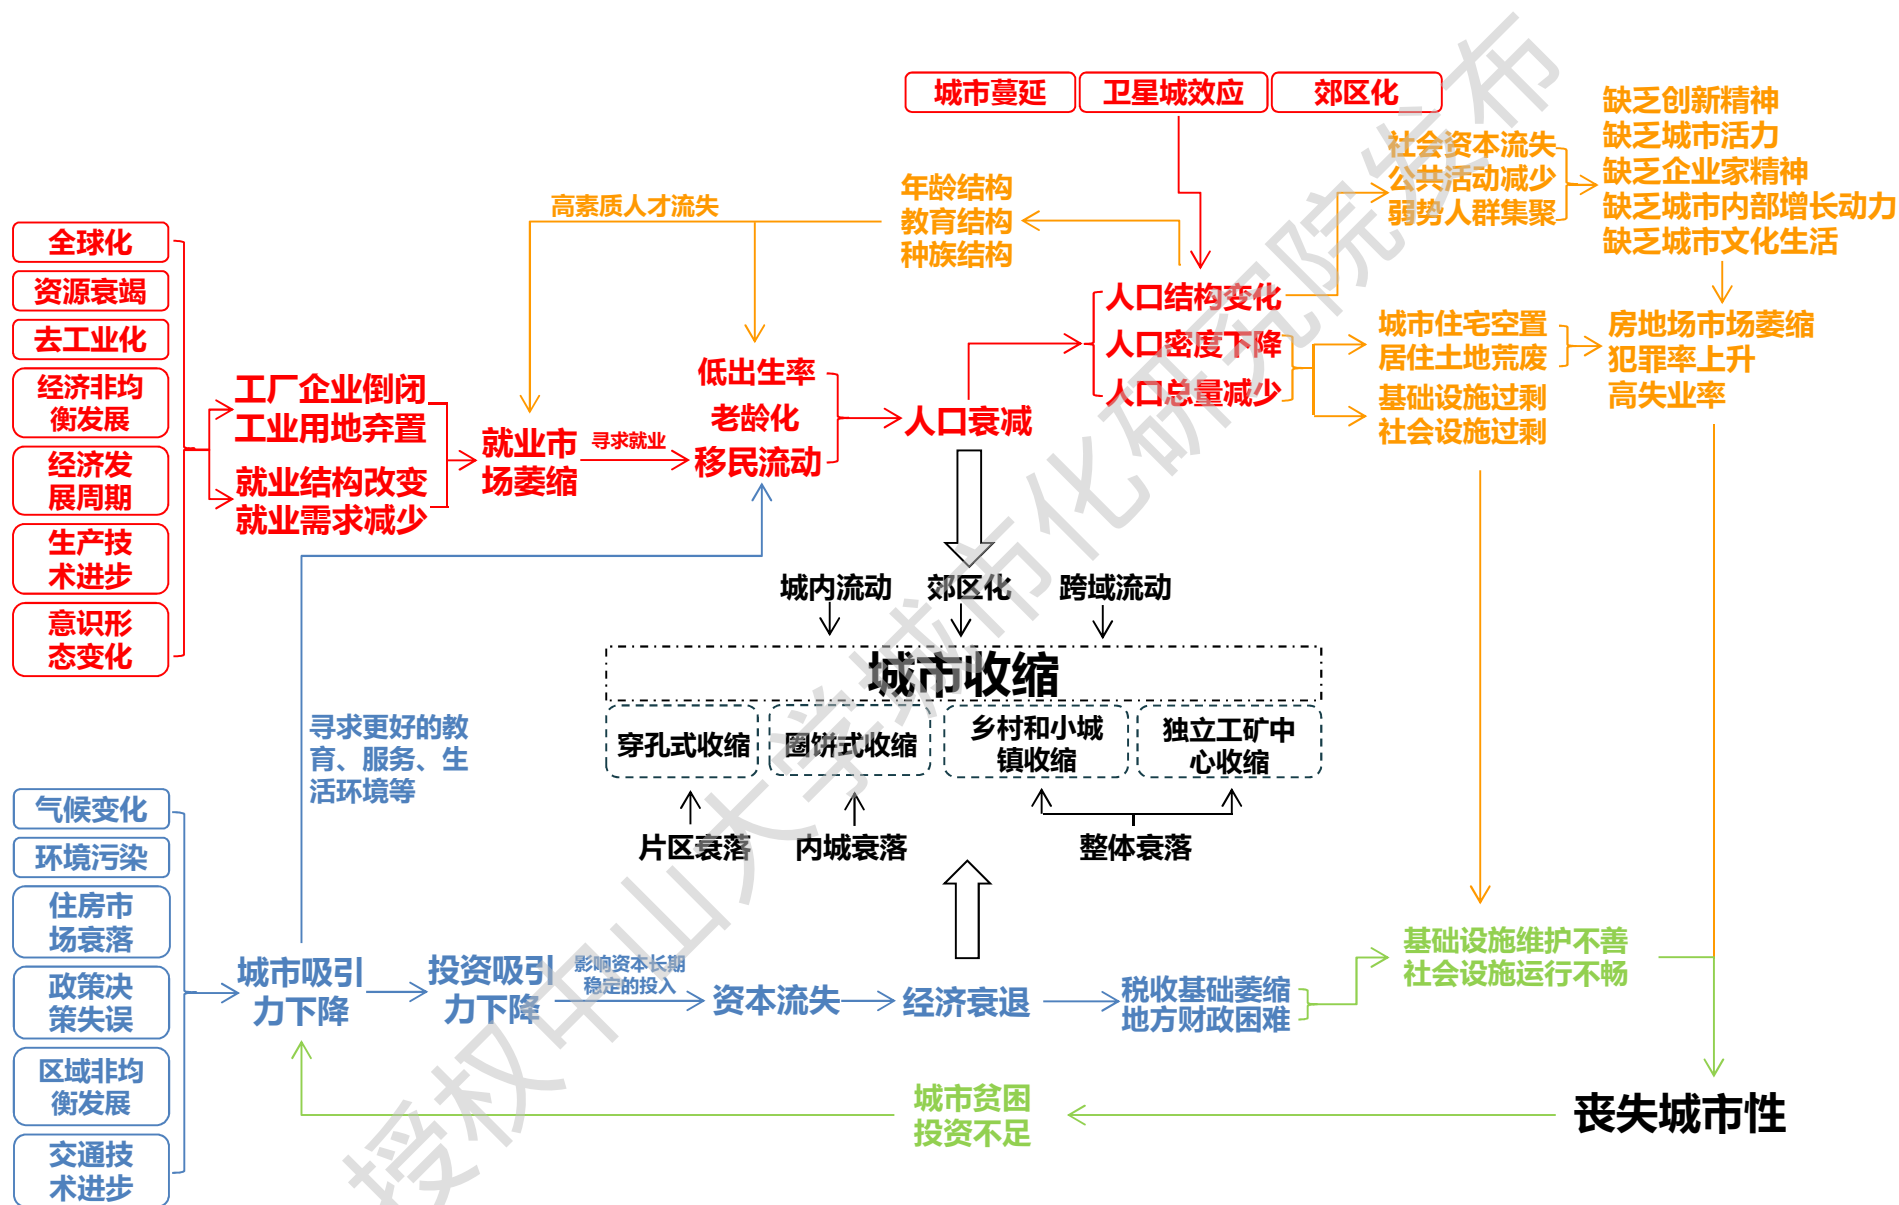 城市蔓延
卫星城效应
郊区化
缺乏创新精神
缺乏城市活力
缺乏企业家精神
缺乏城市内部增长动力
缺乏城市文化生活
社会资本流失
公共活动减少
弱势人群集聚
年龄结构
教育结构
种族结构
高素质人才流失
全球化
资源衰竭
去工业化
经济非均
衡发展
经济发
展周期
生产技
术进步
意识形
态变化
工厂企业倒闭
工业用地弃置
就业结构改变
就业需求减少
就业市
场萎缩
寻求就业
低出生率
老龄化
移民流动
人口衰减
人口结构变化
人口密度下降
人口总量减少
城市住宅空置
居住土地荒废
基础设施过剩
社会设施过剩
房地场市场萎缩
犯罪率上升
高失业率
城内流动
郊区化
跨域流动
城市收缩
穿孔式收缩
圈饼式收缩
乡村和小城
镇收缩
独立工矿中
心收缩
片区衰落
内城衰落
整体衰落
寻求更好的教
育、服务、生
活环境等
气候变化
环境污染
住房市
场衰落
政策决
策失误
区域非均
衡发展
交通技
术进步
城市吸引
力下降
投资吸引
力下降
影响资本长期
稳定的投入
资本流失
经济衰退
税收基础萎缩
地方财政困难
基础设施维护不善
社会设施运行不畅
城市贫困
投资不足
丧失城市性
授权中山大学城市化研究院发布